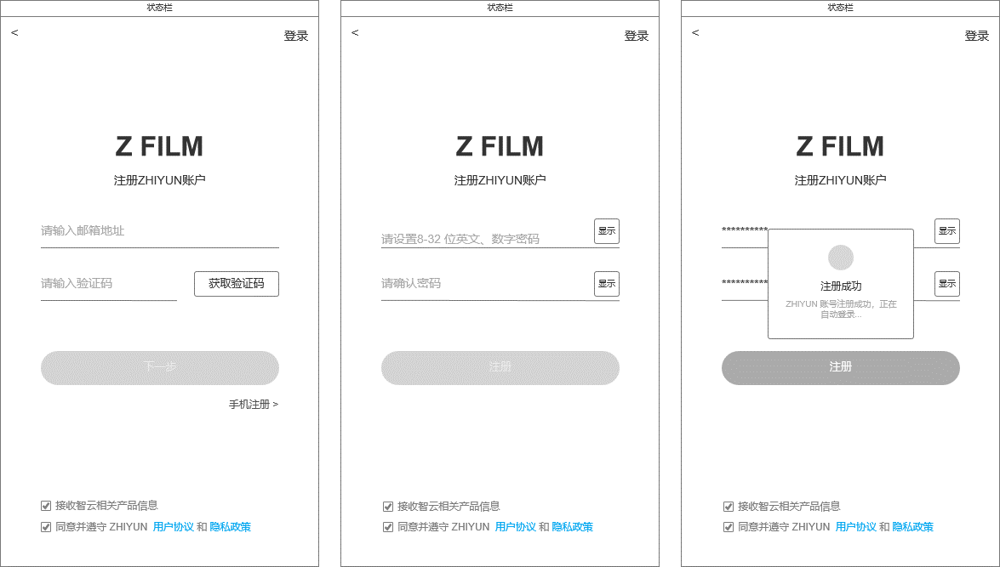 状态栏
<
登录
Z FILM
注册ZHIYUN账户
请输入邮箱地址
请输入验证码
获取验证码
下一步
手机注册 >
接收智云相关产品信息
同意并遵守 ZHIYUN 用户协议 和 隐私政策
状态栏
<
登录
Z FILM
注册ZHIYUN账户
请设置8-32 位英文、数字密码
显示
请确认密码
显示
注册
接收智云相关产品信息
同意并遵守 ZHIYUN 用户协议 和 隐私政策
状态栏
<
登录
Z FILM
注册ZHIYUN账户
**********
显示
**********
显示
注册成功
ZHIYUN 账号注册成功，正在
自动登录...
注册
接收智云相关产品信息
同意并遵守 ZHIYUN 用户协议 和 隐私政策